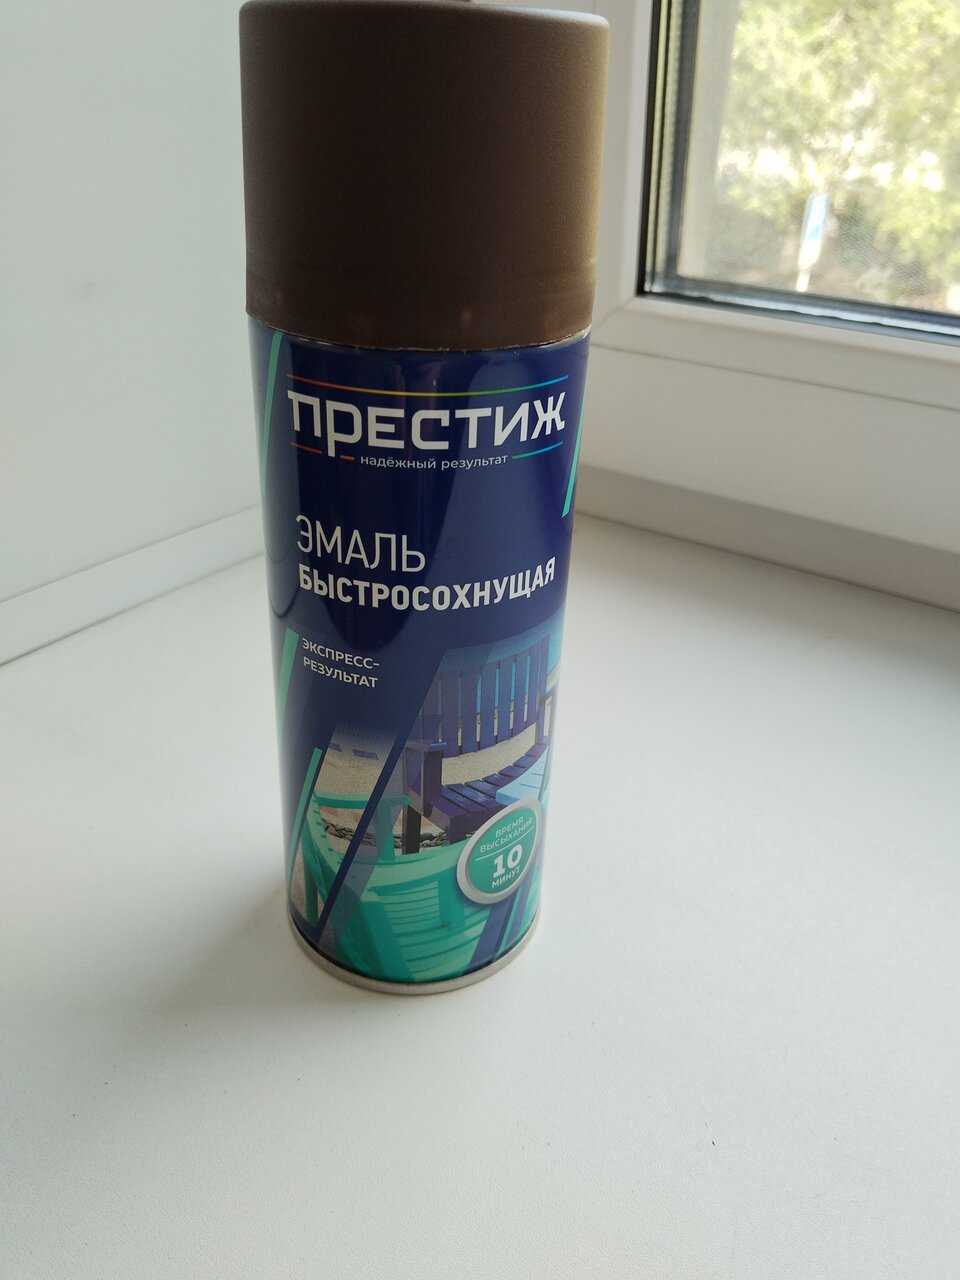 ПРЕСТИЖ
надёжный результат
ЭМАЛЬ
БЫСТРОСОХНУЩАЯ
ЭКСПРЕСС-
РЕЗУЛЬТАТ
ВРЕМЯ
ВЫСЫХАНИЯ
10
МИНУТ